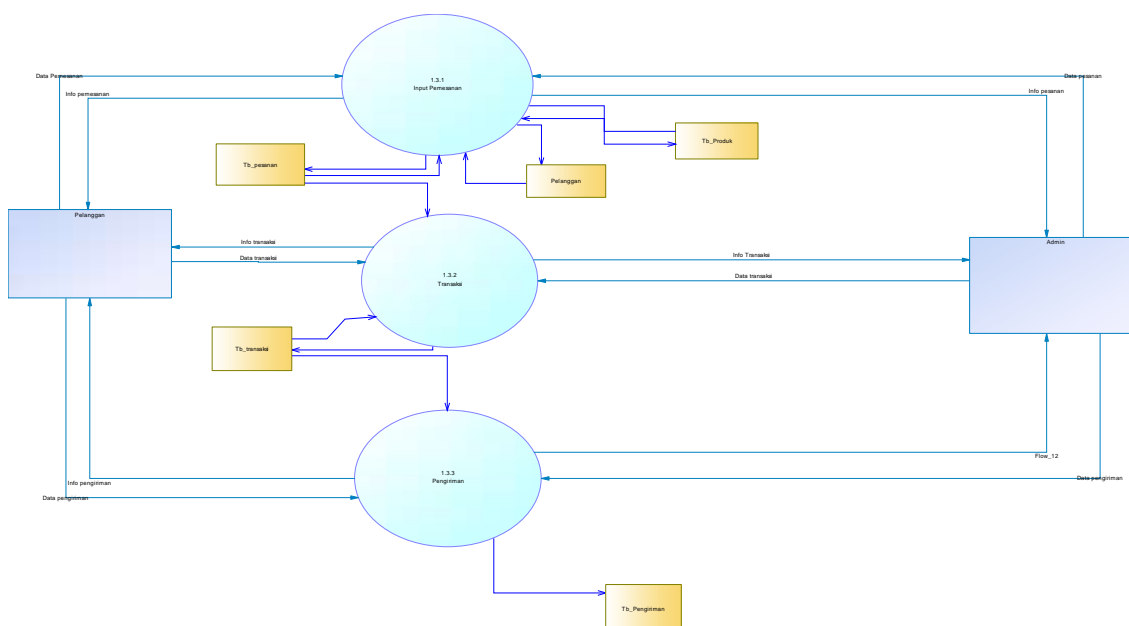 1.3.1
Input Pemesanan
Data Pemesanan
Data pesanan
Info pemesanan
Info pesanan
Tb_Produk
Tb_pesanan
Pelanggan
Pelanggan
Admin
Info transaksi
Data transaksi
Info Transaksi
Data transaksi
1.3.2
Transaksi
Tb_transaksi
Flow_12
1.3.3
Pengiriman
Info pengiriman
Data pengiriman
Data pengiriman
Tb_Pengiriman